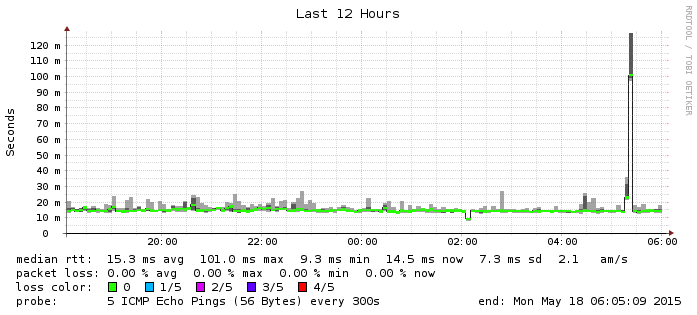 Last 12 Hours
RRDTOOL / TOBI OETIKER
Seconds
120 m
110 m
100 m
90 m
80 m
70 m
60 m
50 m
40 m
30 m
20 m
10 m
0
20:00 22:00 00:00 02:00 04:00 06:00
median rtt: 15.3 ms avg 101.0 ms max 9.3 ms min 14.5 ms now 7.3 ms sd 2.1 am/s
packet loss: 0.00 % avg 0.00 % max 0.00 % min 0.00 % now
loss color: 0 1/5 2/5 3/5 4/5
probe: 5 ICMP Echo Pings (56 Bytes) every 300s end: Mon May 18 06:05:09 2015